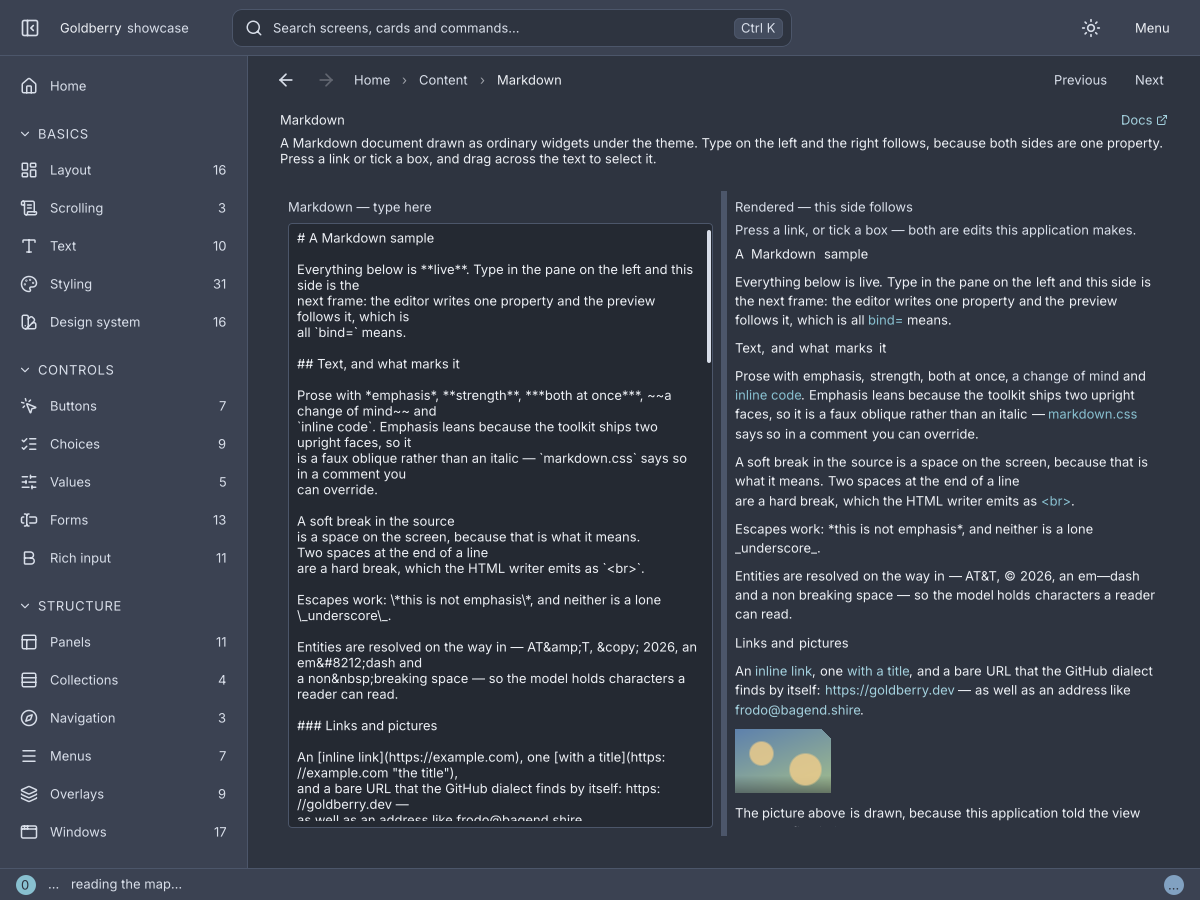 Goldberry showcase
Search screens, cards and commands...
Ctrl K
Menu
Home
BASICS
Layout 16
Scrolling 3
Text 10
Styling 31
Design system 16
CONTROLS
Buttons 7
Choices 9
Values 5
Forms 13
Rich input 11
STRUCTURE
Panels 11
Collections 4
Navigation 3
Menus 7
Overlays 9
Windows 17
Home › Content › Markdown
Previous
Next
Markdown
Docs
A Markdown document drawn as ordinary widgets under the theme. Type on the left and the right follows, because both sides are one property.
Press a link or tick a box, and drag across the text to select it.
Markdown — type here
# A Markdown sample
Everything below is **live**. Type in the pane on the left and this
side is the
next frame: the editor writes one property and the preview
follows it, which is
all `bind=` means.
## Text, and what marks it
Prose with *emphasis*, **strength**, ***both at once***, ~~a
change of mind~~ and
`inline code`. Emphasis leans because the toolkit ships two
upright faces, so it
is a faux oblique rather than an italic — `markdown.css` says so
in a comment you
can override.
A soft break in the source
is a space on the screen, because that is what it means.
Two spaces at the end of a line
are a hard break, which the HTML writer emits as `<br>`.
Escapes work: \*this is not emphasis\*, and neither is a lone
\_underscore\_.
Entities are resolved on the way in — AT&amp;T, &copy; 2026, an
em&#8212;dash and
a non&nbsp;breaking space — so the model holds characters a
reader can read.
### Links and pictures
An [inline link](https://example.com), one [with a title](https:
//example.com "the title"),
and a bare URL that the GitHub dialect finds by itself: https:
//goldberry.dev —
as well as an address like frodo@bagend.shire.
Rendered — this side follows
Press a link, or tick a box — both are edits this application makes.
A Markdown sample
Everything below is live. Type in the pane on the left and this side is
the next frame: the editor writes one property and the preview
follows it, which is all bind= means.
Text, and what marks it
Prose with emphasis, strength, both at once, a change of mind and
inline code. Emphasis leans because the toolkit ships two upright
faces, so it is a faux oblique rather than an italic — markdown.css
says so in a comment you can override.
A soft break in the source is a space on the screen, because that is
what it means. Two spaces at the end of a line
are a hard break, which the HTML writer emits as <br>.
Escapes work: *this is not emphasis*, and neither is a lone
_underscore_.
Entities are resolved on the way in — AT&T, © 2026, an em—dash
and a non breaking space — so the model holds characters a reader
can read.
Links and pictures
An inline link, one with a title, and a bare URL that the GitHub dialect
finds by itself: https://goldberry.dev — as well as an address like
frodo@bagend.shire.
The picture above is drawn, because this application told the view
0 ... reading the map...
...